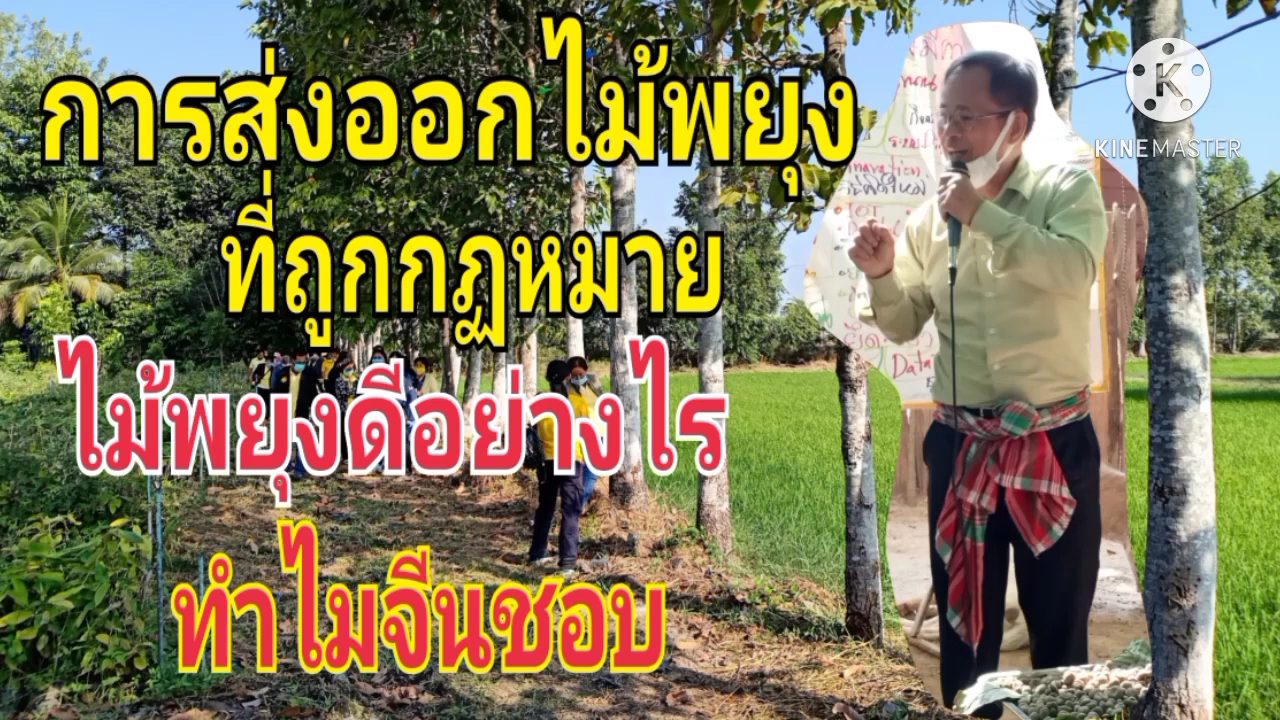 การส่งออกไม้พยุง
ที่ถูกกฏหมาย
ไม้พยุงดีอย่างไร
ทำไมจีนชอบ
K
KINEMASTER
Data